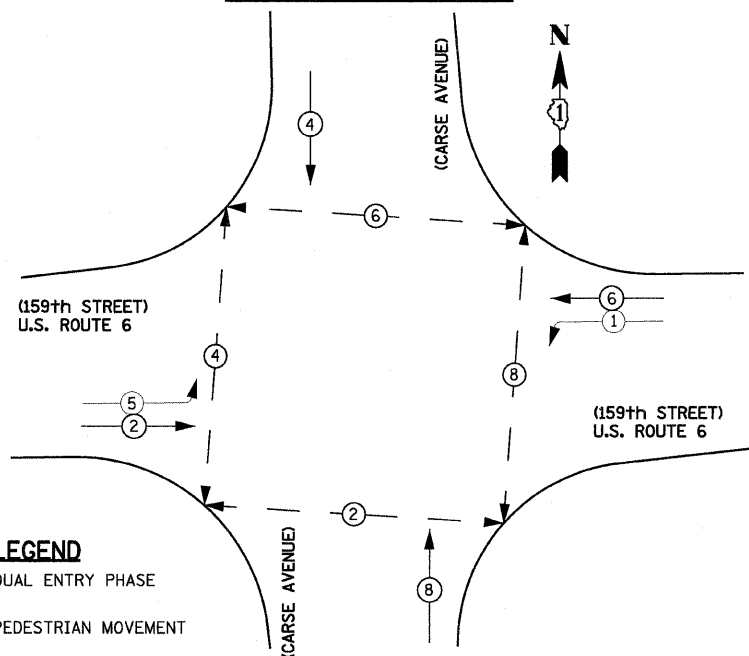 N
1
(CARSE AVENUE)
4
6
(159th STREET)
U.S. ROUTE 6
6
1
4
8
5
2
(159th STREET)
U.S. ROUTE 6
2
LEGEND
DUAL ENTRY PHASE
PEDESTRIAN MOVEMENT
(CARSE AVENUE)
8